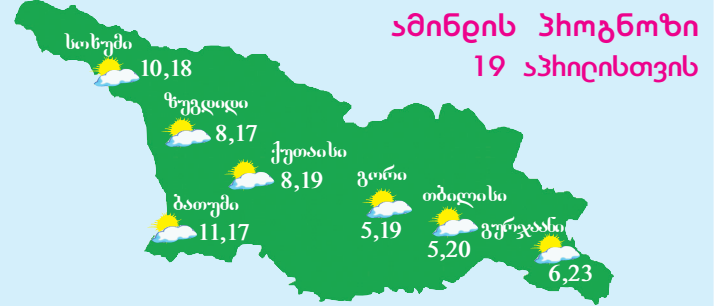 ამინდის პროგნოზი
19 აპრილისთვის
სოხუმი
10,18
ზუგდიდი
8,17
ქუთაისი
8,19
გორი
5,19
თბილისი
5,20
ბათუმი
11,17
გურჯაანი
6,23